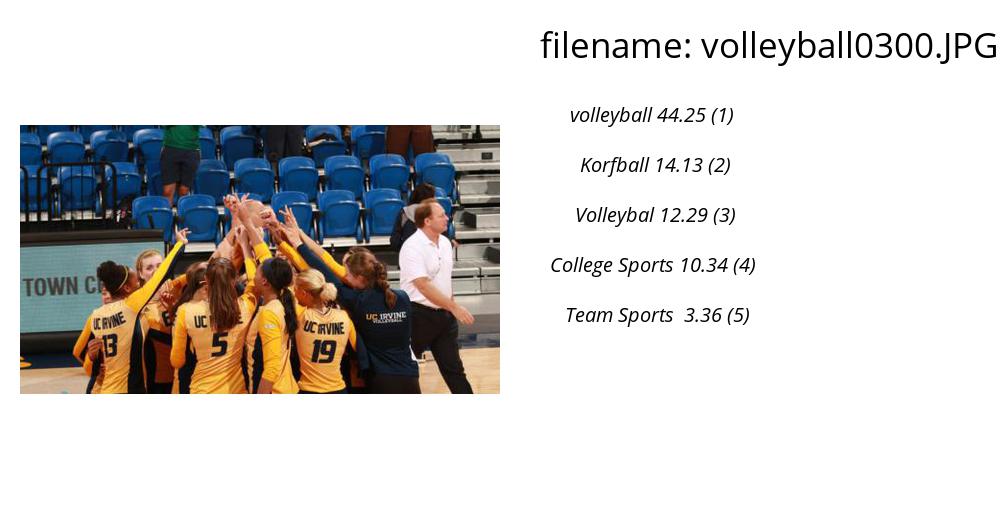 filename: volleyball0300.JPG
volleyball 44.25 (1)
Korfball 14.13 (2)
Volleybal 12.29 (3)
College Sports 10.34 (4)
Team Sports 3.36 (5)
TOWN C
UC IRVINE
13
UC
5
UC IRVINE
19
UC IRVINE
VOLLEYBALL